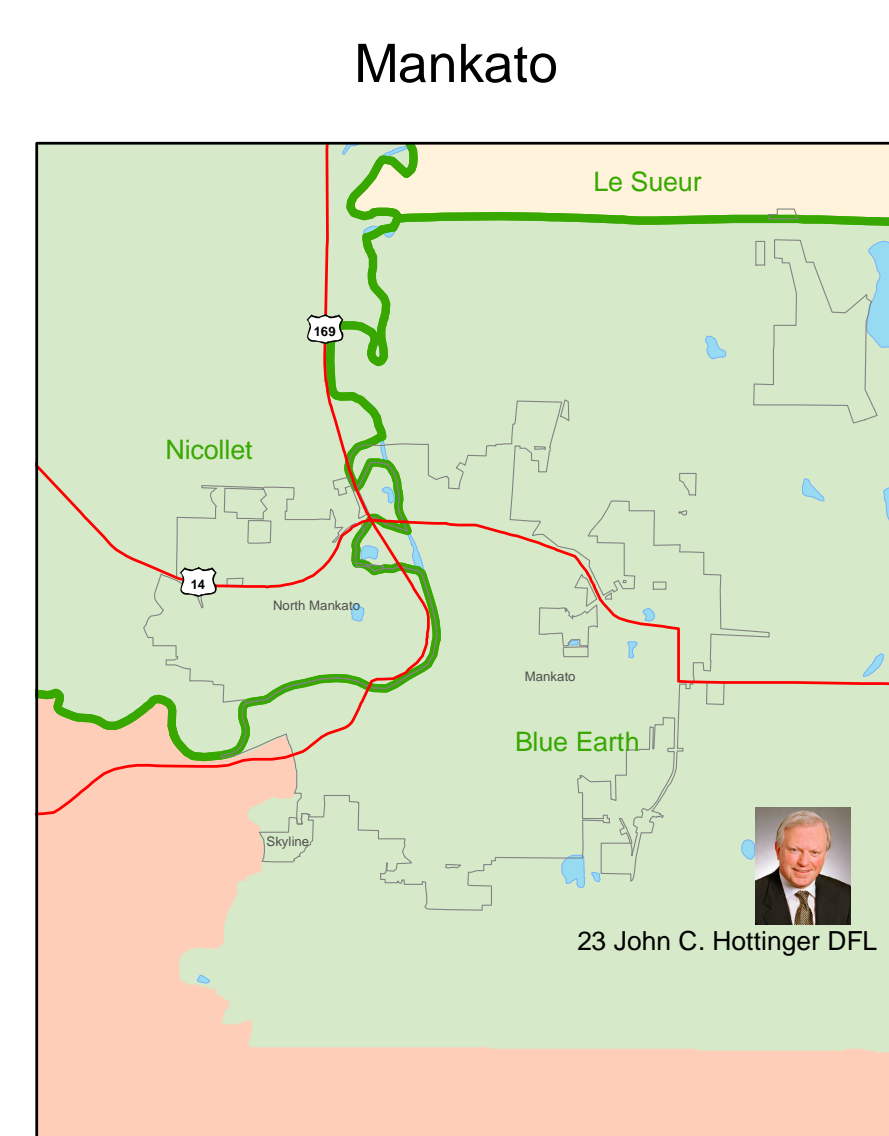 Mankato
Le Sueur
169
Nicollet
14
North Mankato
Mankato
Blue Earth
Skyline
23 John C. Hottinger DFL